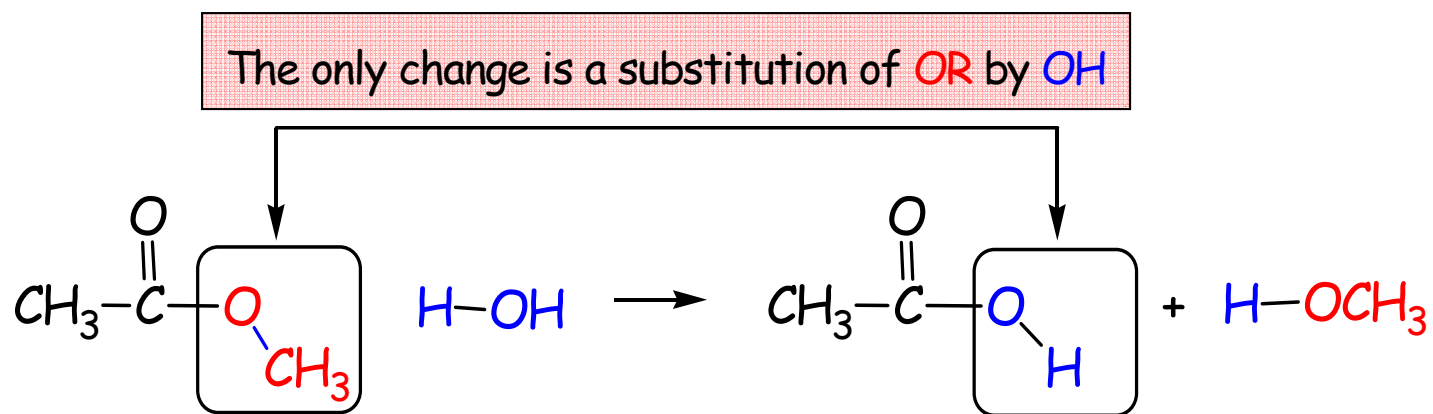 The only change is a substitution of OR by OH
O O
CH3 C O H OH CH3 C O + H OCH3
CH3 H